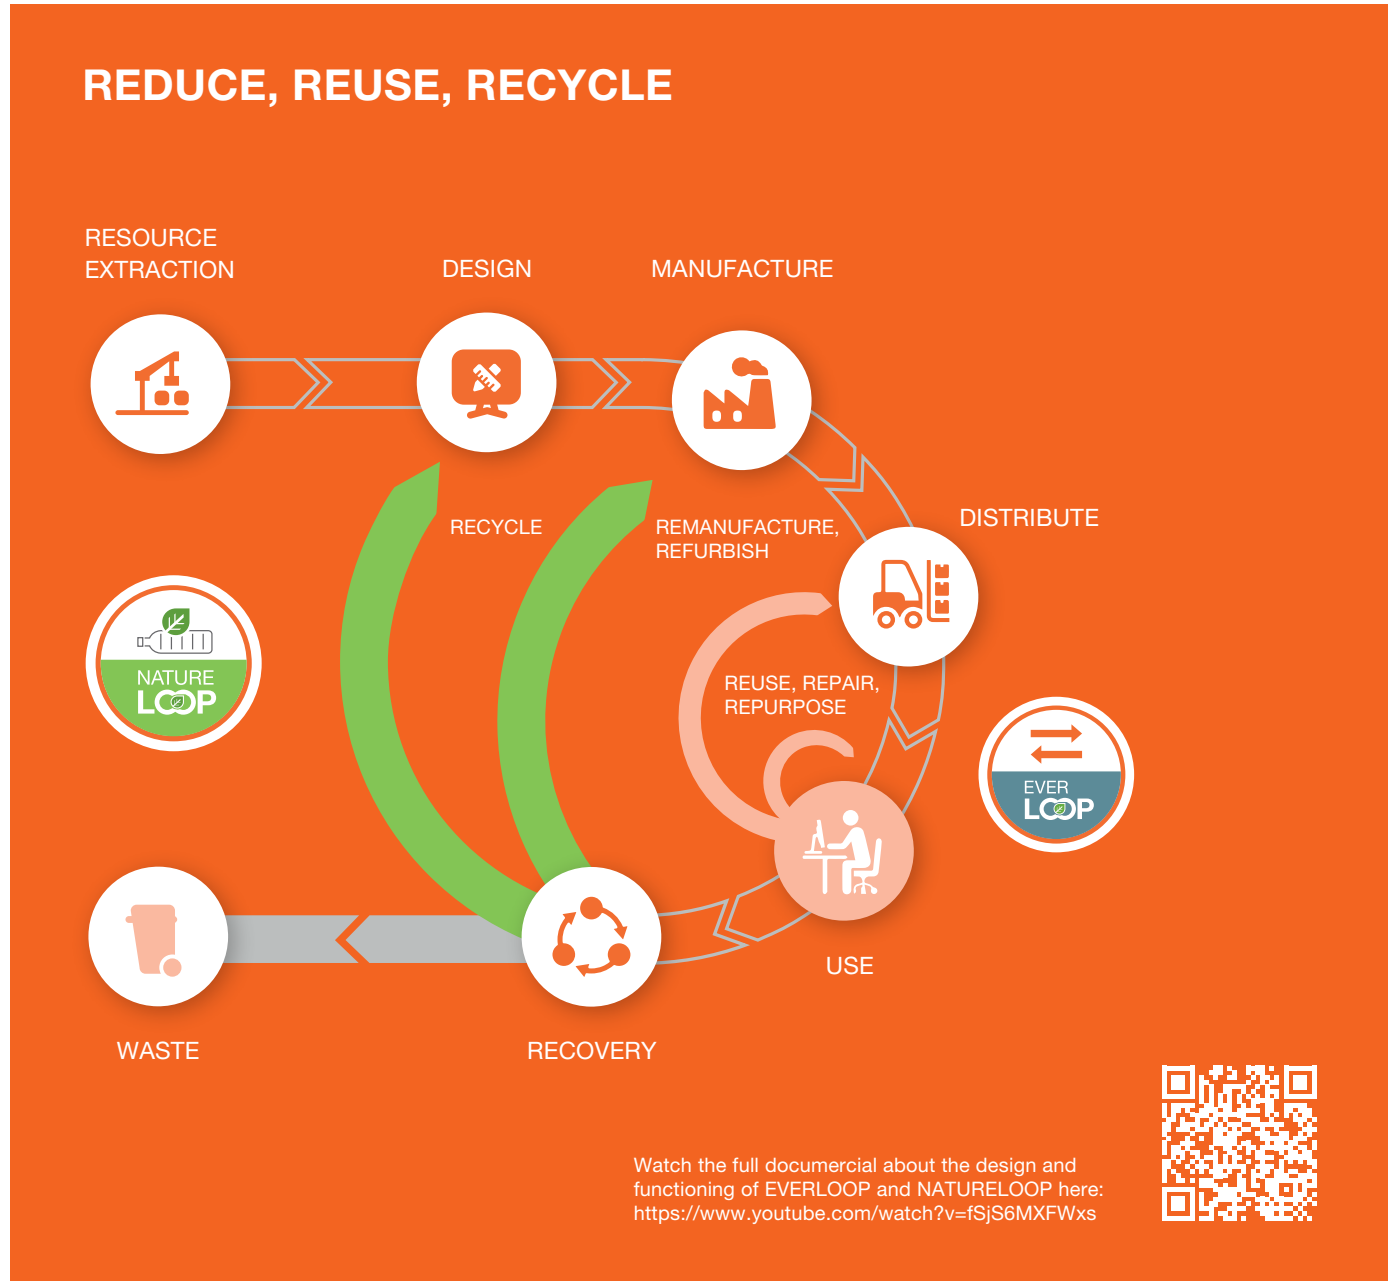 REDUCE, REUSE, RECYCLE
RESOURCE
EXTRACTION
DESIGN
MANUFACTURE
RECYCLE
REMANUFACTURE,
REFURBISH
DISTRIBUTE
NATURE
LOOP
REUSE, REPAIR,
REPURPOSE
EVER
LOOP
USE
WASTE
RECOVERY
Watch the full documercial about the design and
functioning of EVERLOOP and NATURELOOP here:
https://www.youtube.com/watch?v=fSjS6MXFWxs